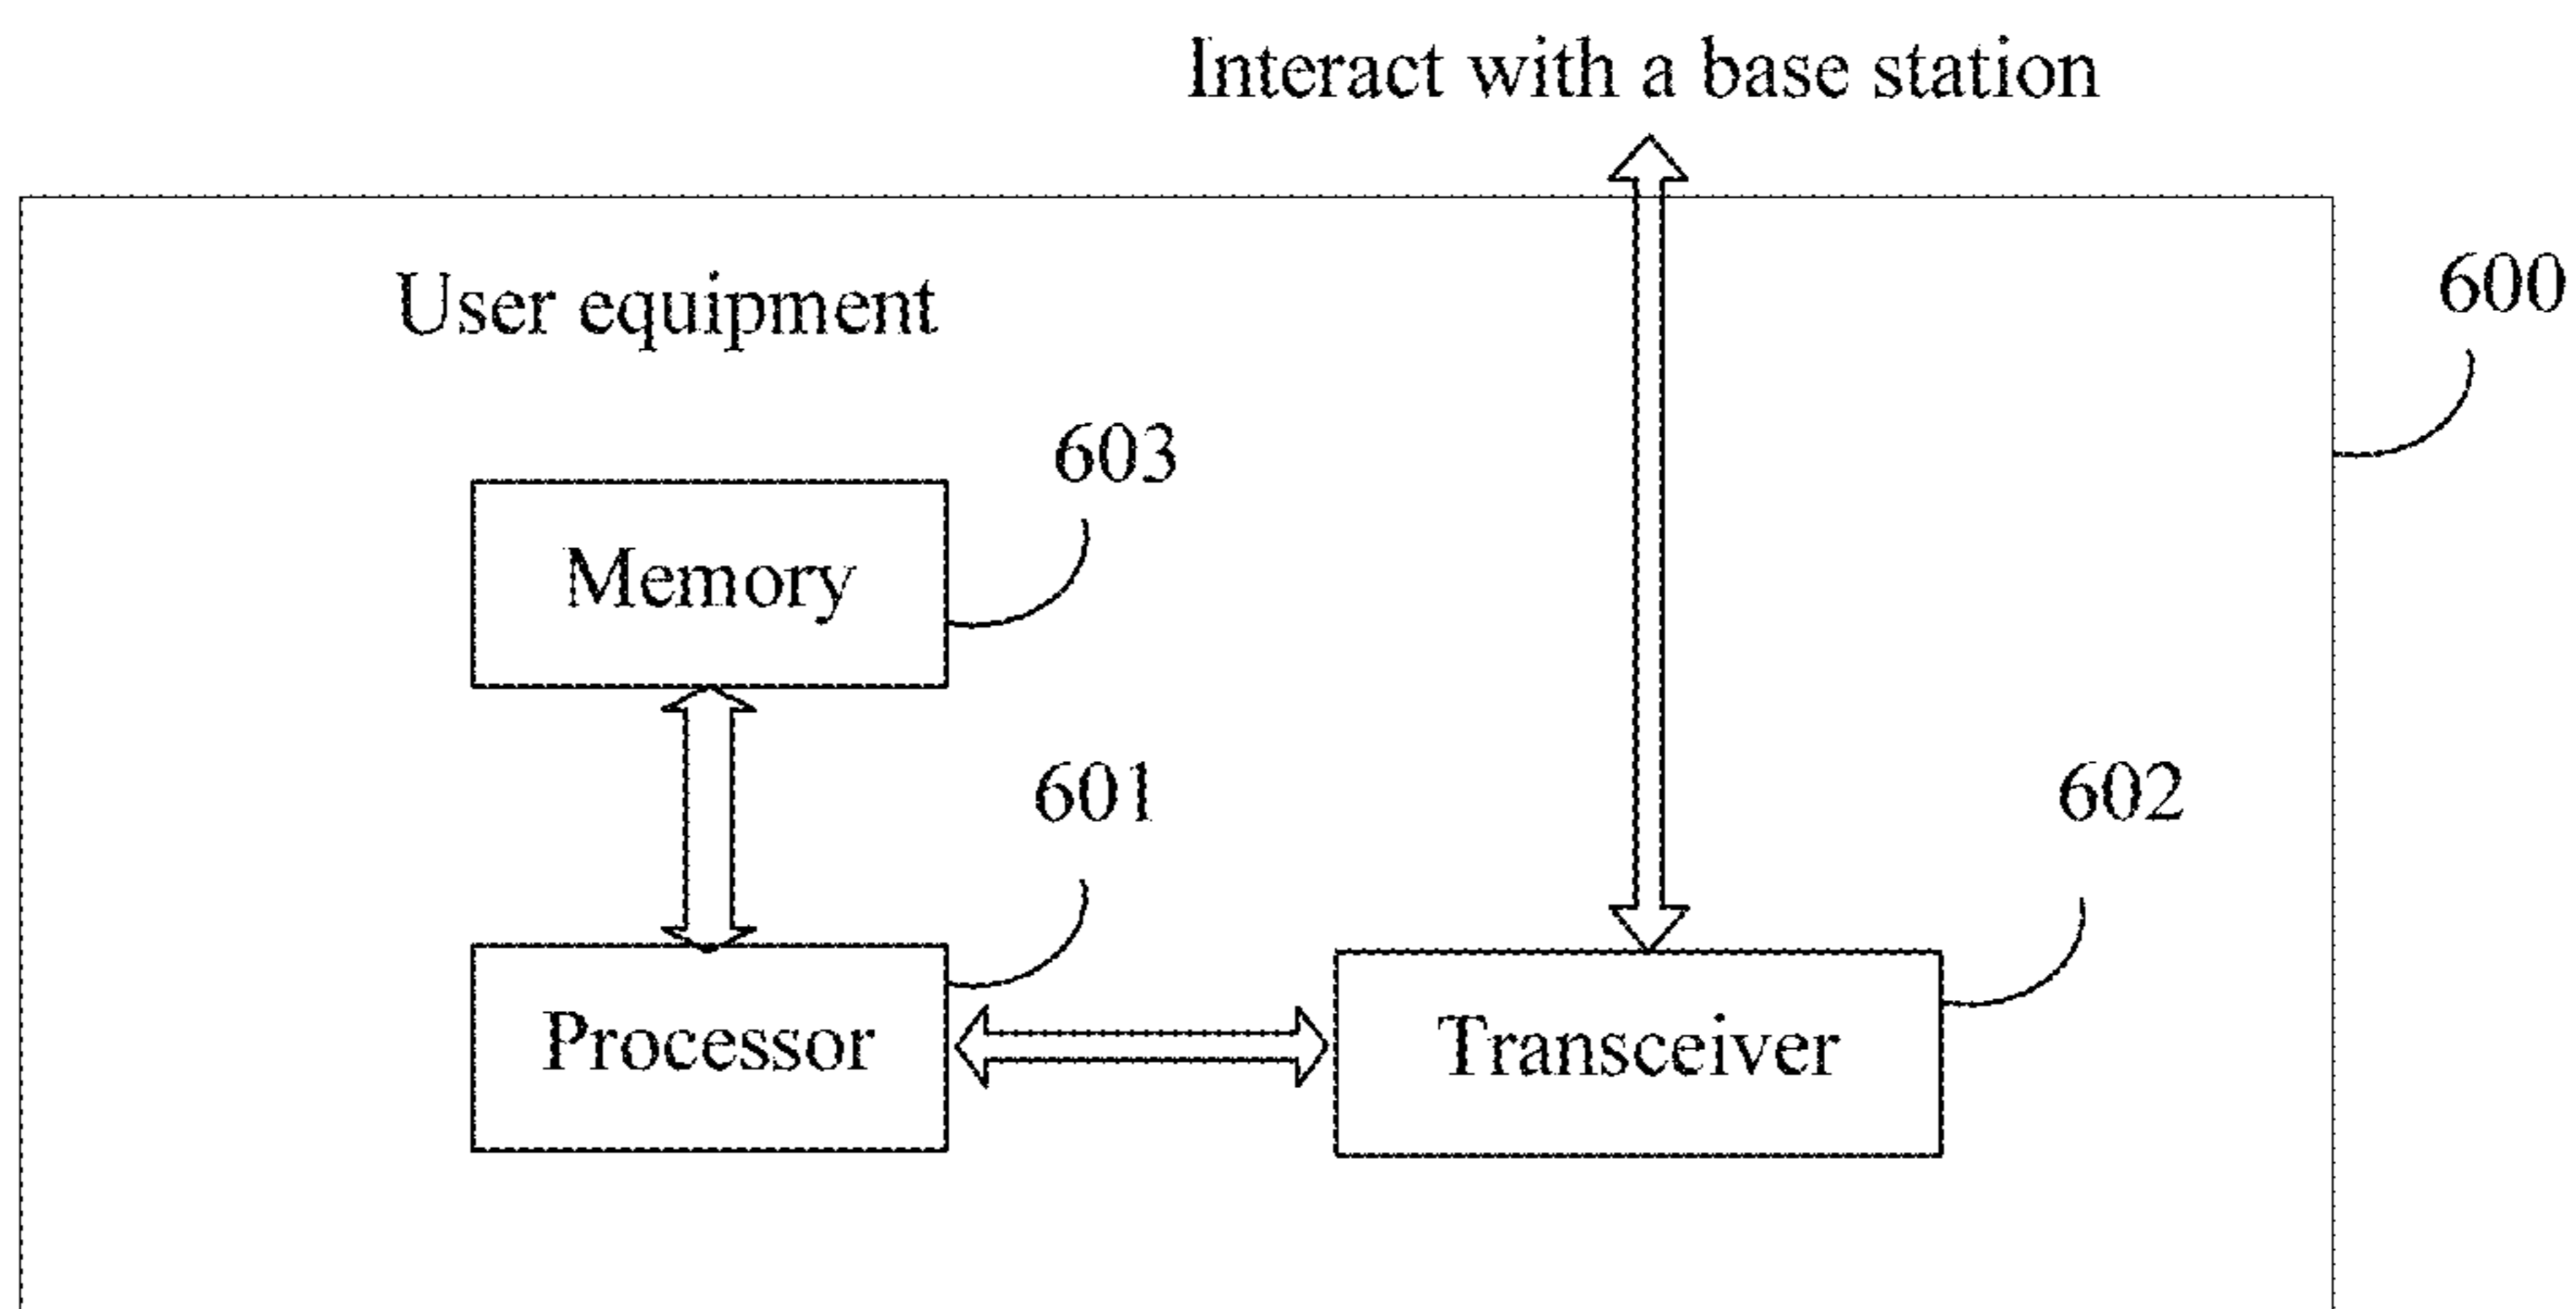 Interact with a base station
User equipment
600
603
Memory
601
602
Processor
Transceiver